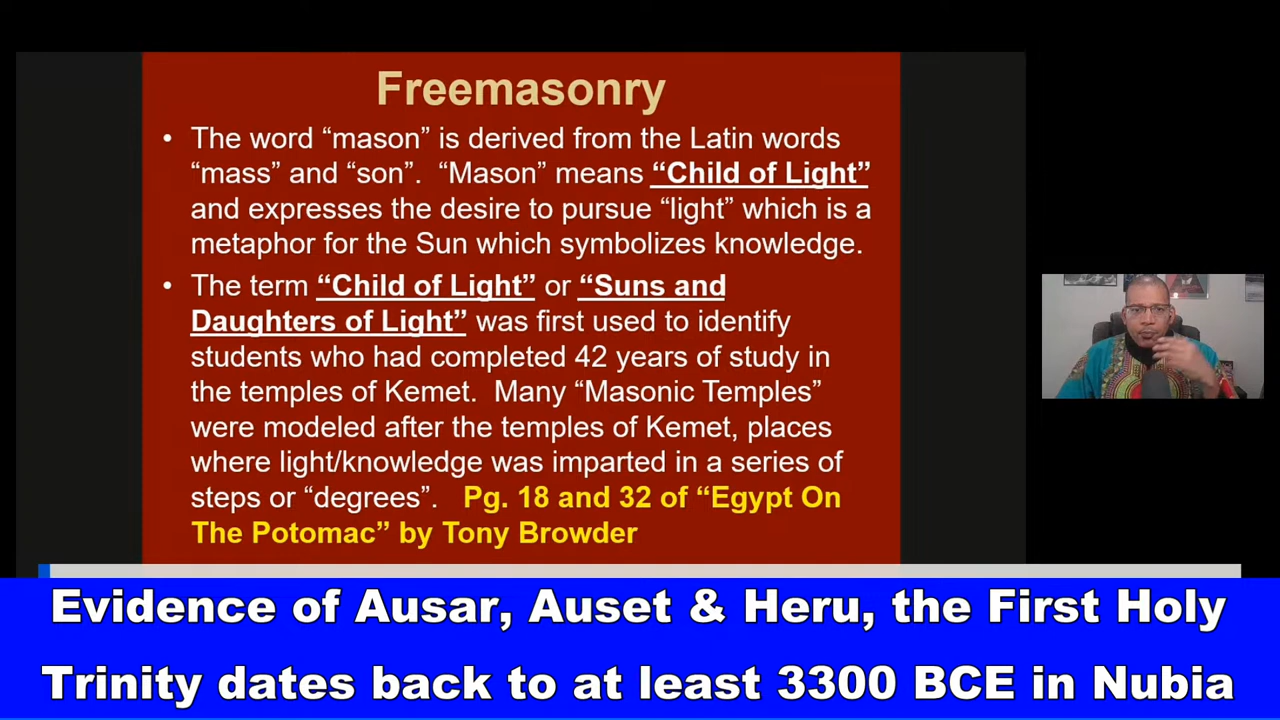 Freemasonry
• The word “mason” is derived from the Latin words
“mass” and “son”. “Mason” means “Child of Light”
and expresses the desire to pursue “light” which is a
metaphor for the Sun which symbolizes knowledge.
• The term “Child of Light” or “Suns and
Daughters of Light” was first used to identify
students who had completed 42 years of study in
the temples of Kemet. Many “Masonic Temples”
were modeled after the temples of Kemet, places
where light/knowledge was imparted in a series of
steps or “degrees”. Pg. 18 and 32 of “Egypt On
The Potomac” by Tony Browder
Evidence of Ausar, Auset & Heru, the First Holy
Trinity dates back to at least 3300 BCE in Nubia